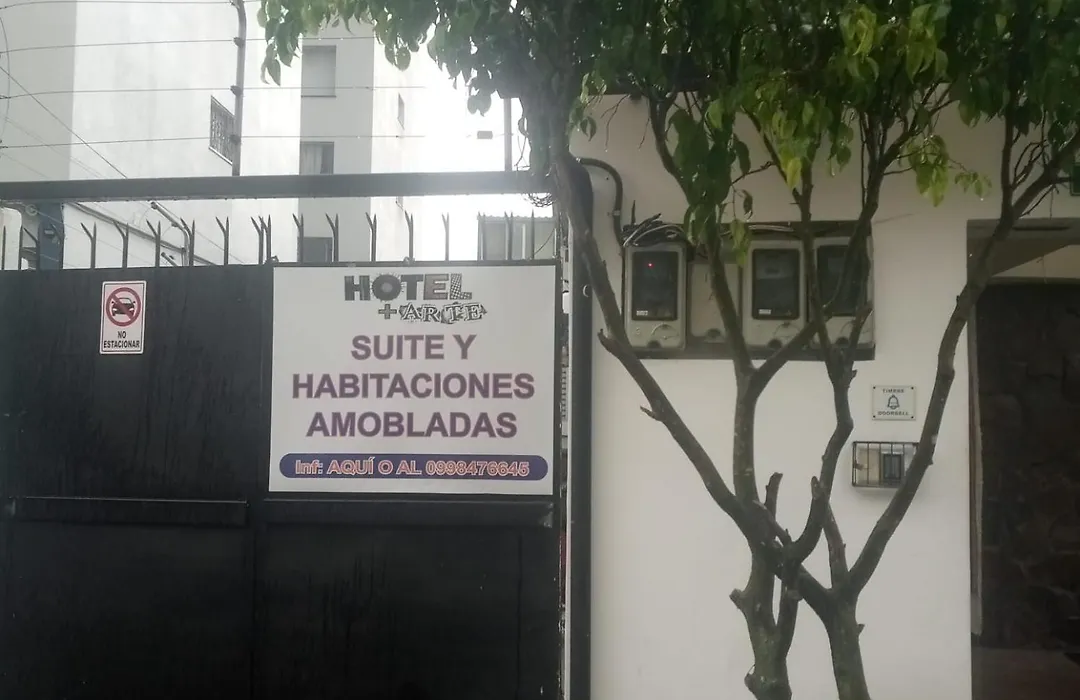 HOTEL
+ARTE
SUITE Y
HABITACIONES
AMOBLADAS
Inf: AQUÍ O AL 0998476645
NO
ESTACIONAR
TIMBRE
DOORBELL